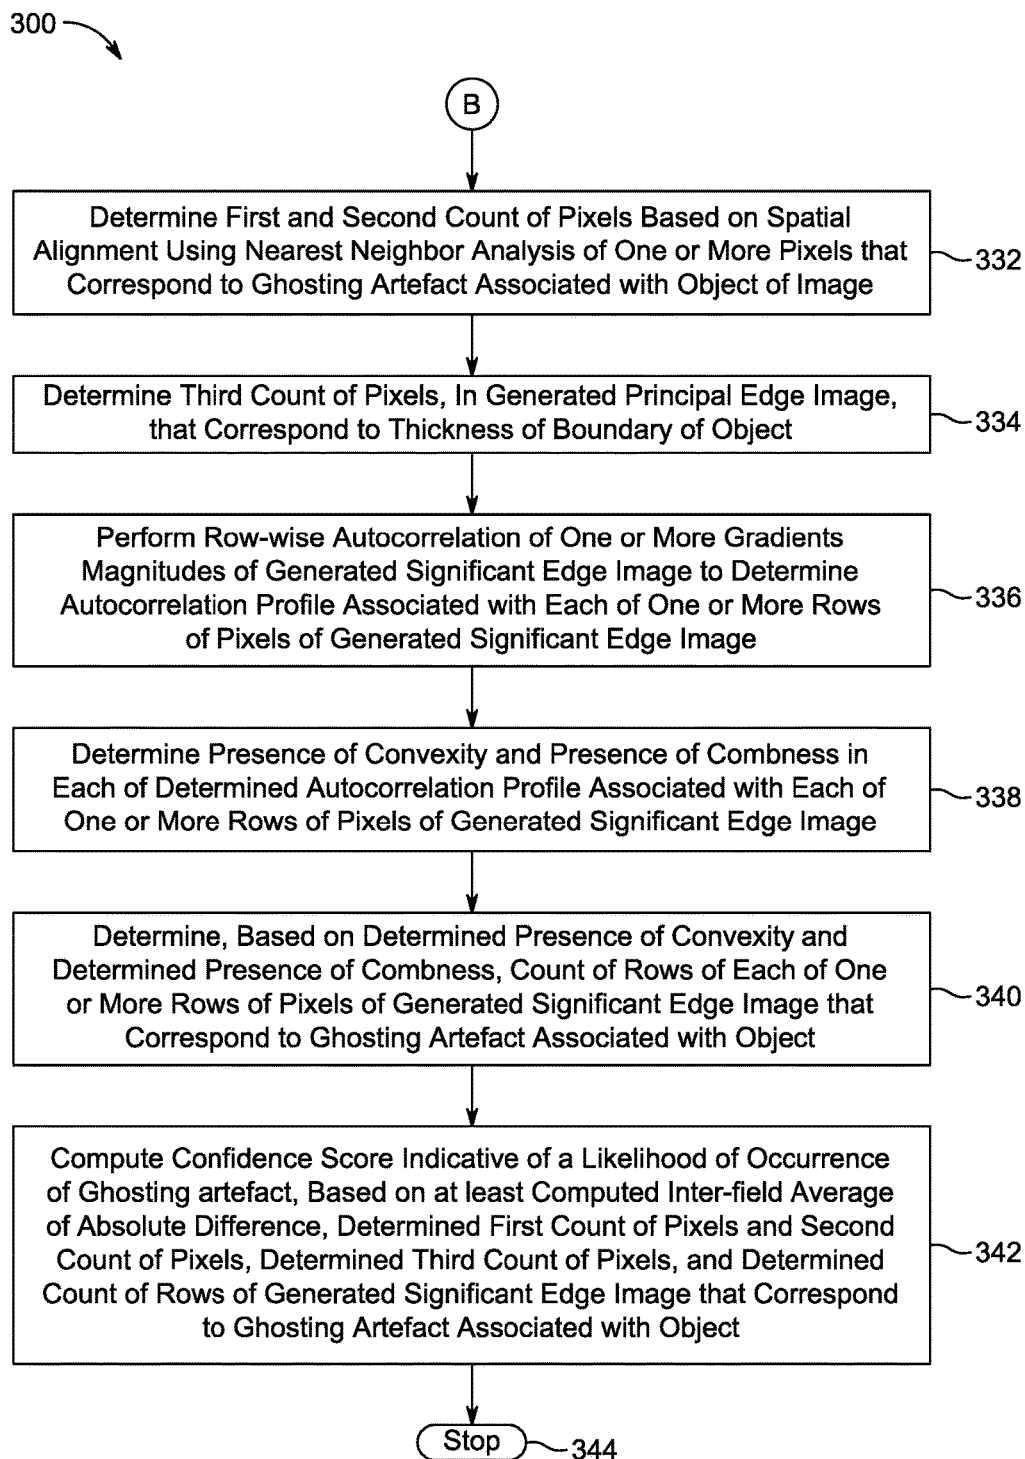 300
B
Determine First and Second Count of Pixels Based on Spatial
Alignment Using Nearest Neighbor Analysis of One or More Pixels that
Correspond to Ghosting Artefact Associated with Object of Image
332
Determine Third Count of Pixels, In Generated Principal Edge Image,
that Correspond to Thickness of Boundary of Object
334
Perform Row-wise Autocorrelation of One or More Gradients
Magnitudes of Generated Significant Edge Image to Determine
Autocorrelation Profile Associated with Each of One or More Rows
of Pixels of Generated Significant Edge Image
336
Determine Presence of Convexity and Presence of Combness in
Each of Determined Autocorrelation Profile Associated with Each of
One or More Rows of Pixels of Generated Significant Edge Image
338
Determine, Based on Determined Presence of Convexity and
Determined Presence of Combness, Count of Rows of Each of One
or More Rows of Pixels of Generated Significant Edge Image that
Correspond to Ghosting Artefact Associated with Object
340
Compute Confidence Score Indicative of a Likelihood of Occurrence
of Ghosting artefact, Based on at least Computed Inter-field Average
of Absolute Difference, Determined First Count of Pixels and Second
Count of Pixels, Determined Third Count of Pixels, and Determined
Count of Rows of Generated Significant Edge Image that Correspond
to Ghosting Artefact Associated with Object
342
Stop
344